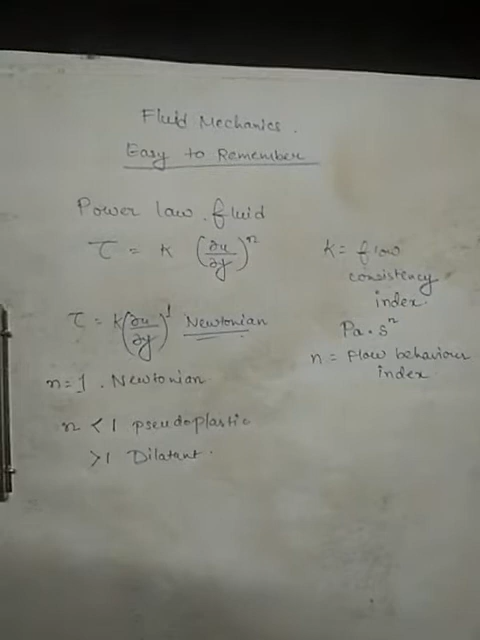 Fluid Mechanics.
Easy to Remember
Power law fluid
τ = K (∂u/∂y)^n
K = flow
consistency
index.
Pa.s^n
n = Flow behaviour
index.
τ = K(∂u/∂y)^1 Newtonian
n=1. Newtonian
n < 1 pseudoplastic
>1 Dilatant.